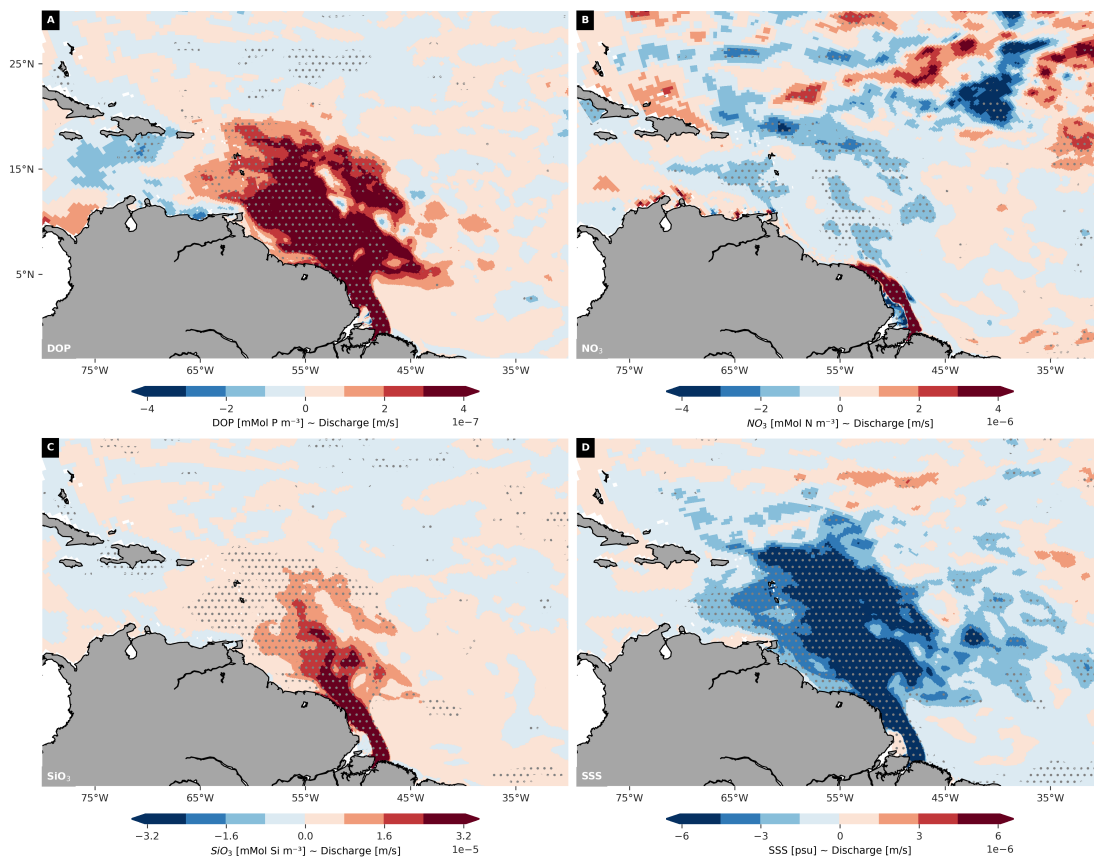 A
B
25°N
15°N
5°N
DOP
NO₃
75°W 65°W 55°W 45°W 35°W
75°W 65°W 55°W 45°W 35°W
−4 −2 0 2 4
DOP [mMol P m⁻³] ~ Discharge [m/s] 1e−7
−4 −2 0 2 4
NO₃ [mMol N m⁻³] ~ Discharge [m/s] 1e−6
C
D
SiO₃
SSS
75°W 65°W 55°W 45°W 35°W
75°W 65°W 55°W 45°W 35°W
−3.2 −1.6 0.0 1.6 3.2
SiO₃ [mMol Si m⁻³] ~ Discharge [m/s] 1e−5
−6 −3 0 3 6
SSS [psu] ~ Discharge [m/s] 1e−6